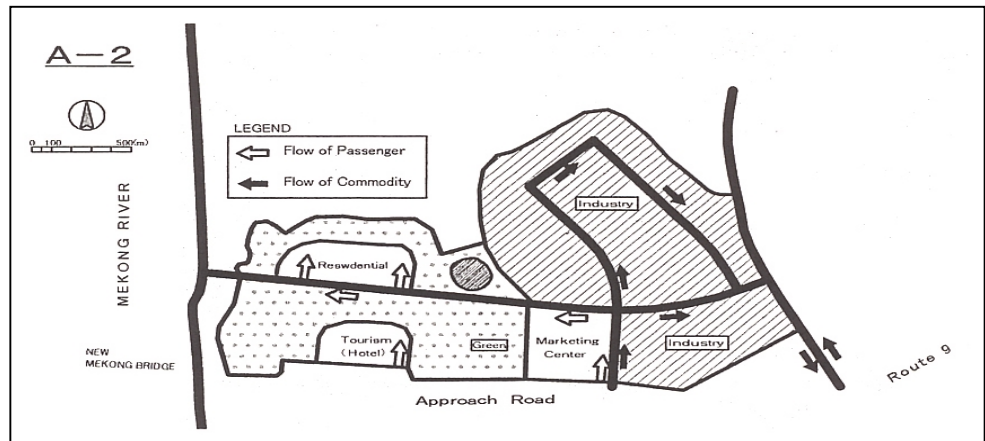 A-2
0 100 500(m)
LEGEND
Flow of Passenger
Flow of Commodity
MEKONG RIVER
Industry
Reswdential
Tourism
(Hotel)
Green
Marketing
Center
Industry
NEW
MEKONG BRIDGE
Approach Road
Route 9